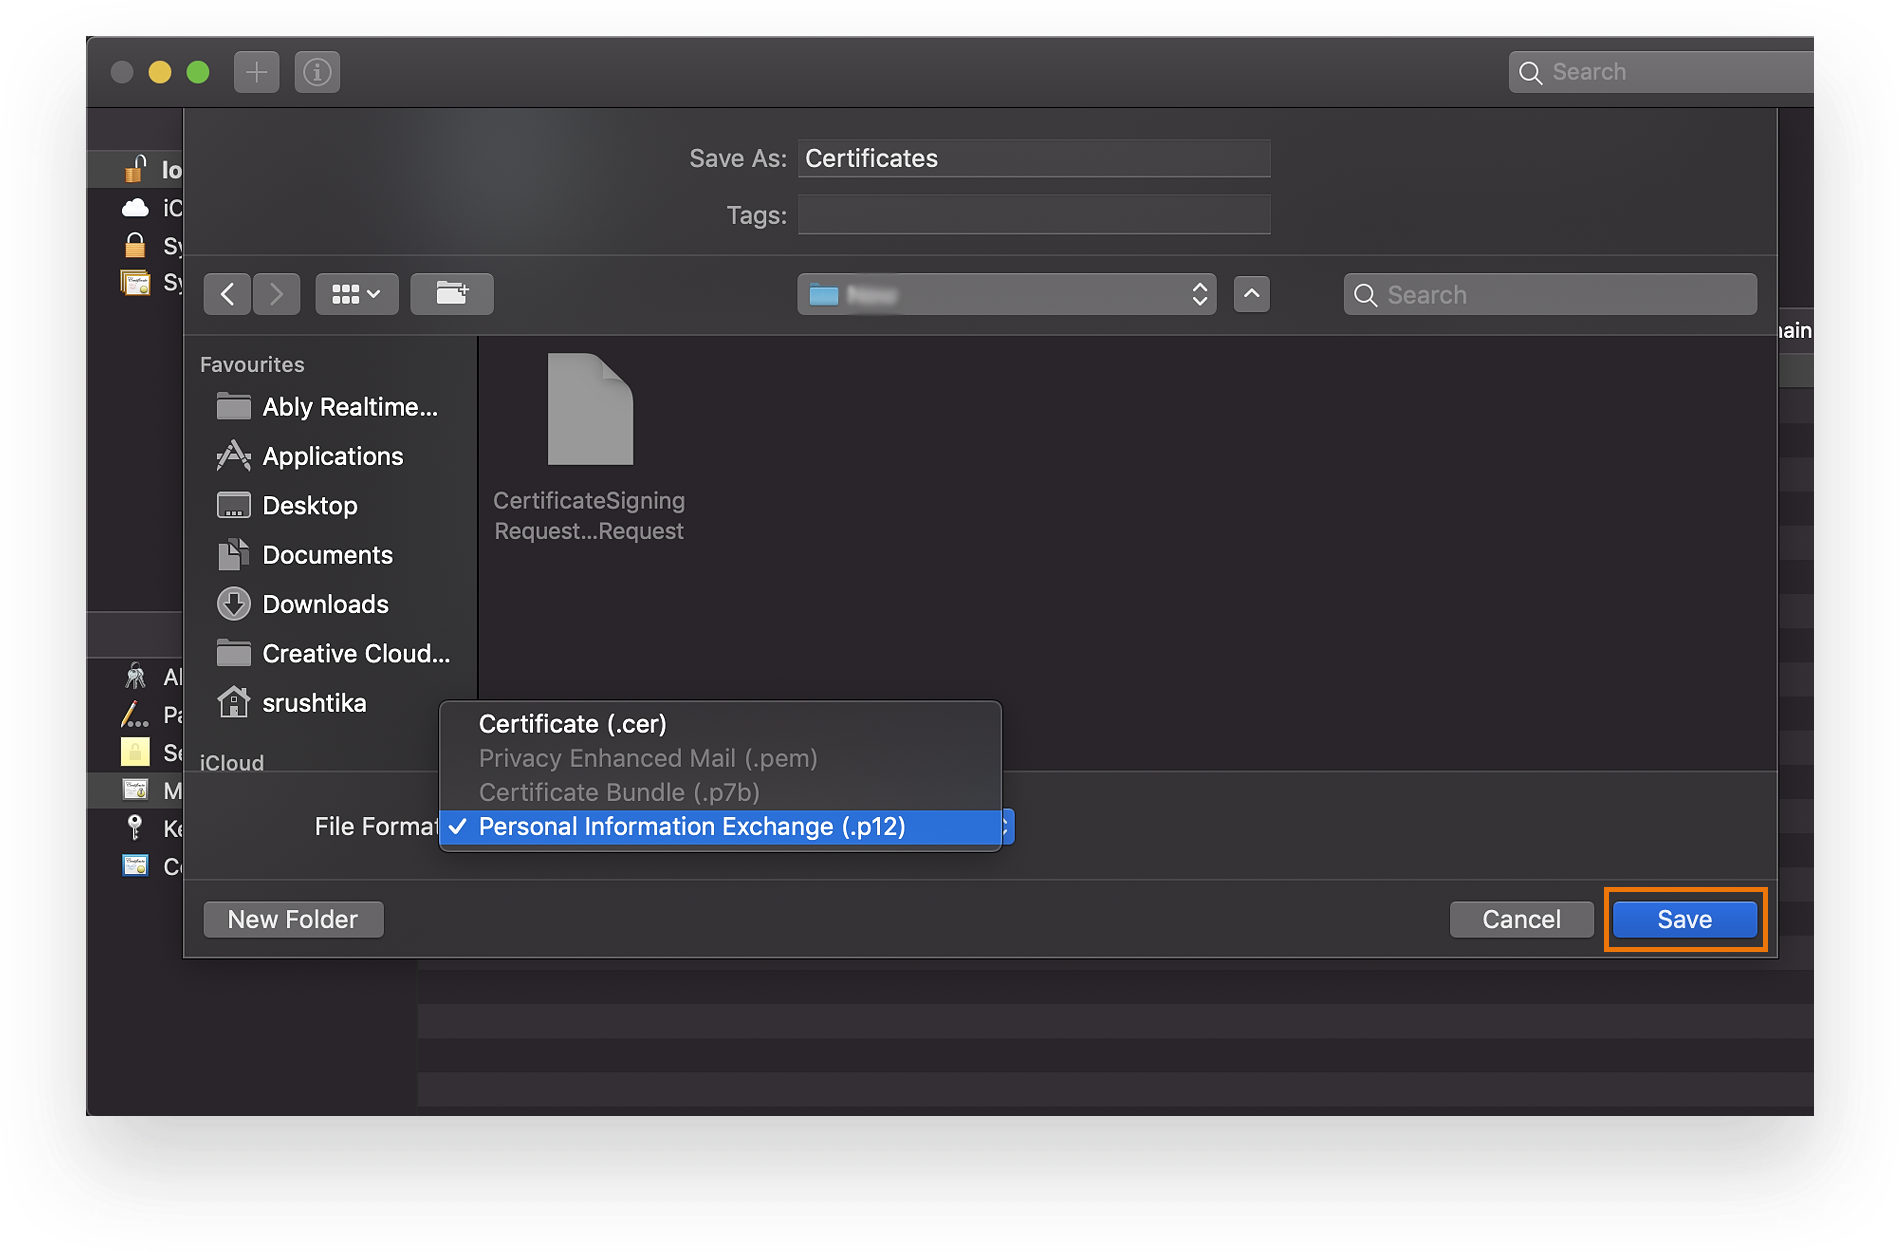 Search
Save As: Certificates
Tags:
Search
Favourites
Ably Realtime...
Applications
Desktop
Documents
Downloads
Creative Cloud...
srushtika
iCloud
CertificateSigning
Request...Request
lo
iC
Sy
Sy
Al
Pa
Se
M
Ke
Co
ain
Certificate (.cer)
Privacy Enhanced Mail (.pem)
Certificate Bundle (.p7b)
File Format
✓ Personal Information Exchange (.p12)
New Folder
Cancel
Save